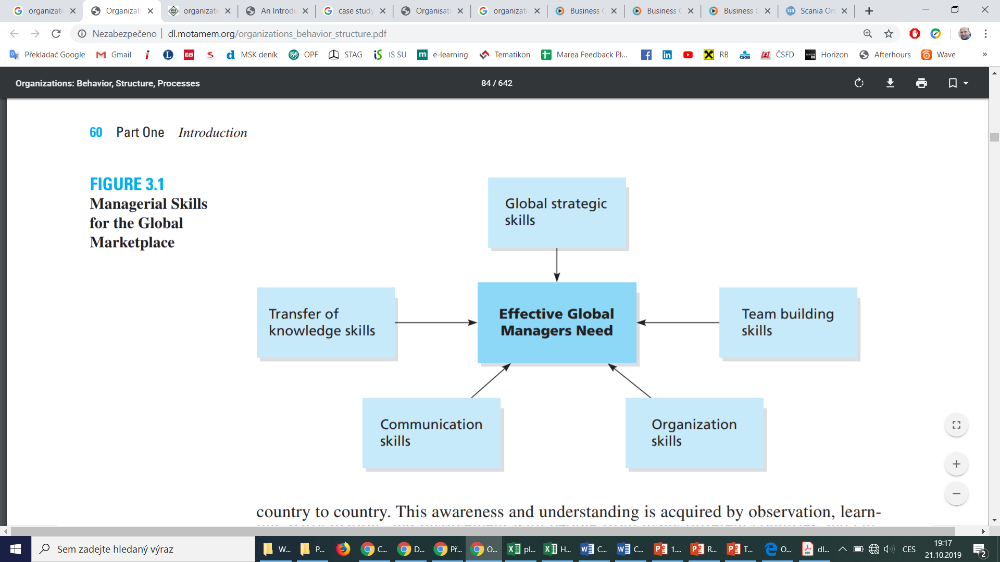 organizati
Organizati
organizati
An Introdu
case study
Organisati
organizati
Business C
Business C
Business C
Scania Or
Nezabezpečeno
dl.motamem.org/organizations_behavior_structure.pdf
Překladač Google
Gmail
MSK deník
OPF
STAG
IS SU
e-learning
Tematikon
Marea Feedback Pl...
RB
ČSFD
Horizon
Afterhours
Wave
»
Organizations: Behavior, Structure, Processes
84 / 642
60 Part One Introduction
FIGURE 3.1
Managerial Skills
for the Global
Marketplace
Global strategic
skills
Transfer of
knowledge skills
Effective Global
Managers Need
Team building
skills
Communication
skills
Organization
skills
country to country. This awareness and understanding is acquired by observation, learn-
Sem zadejte hledaný výraz
W...
P...
C...
D...
Př...
O...
pl...
H...
C...
C...
1....
R...
T...
O...
dl...
CES
19:17
21.10.2019
2